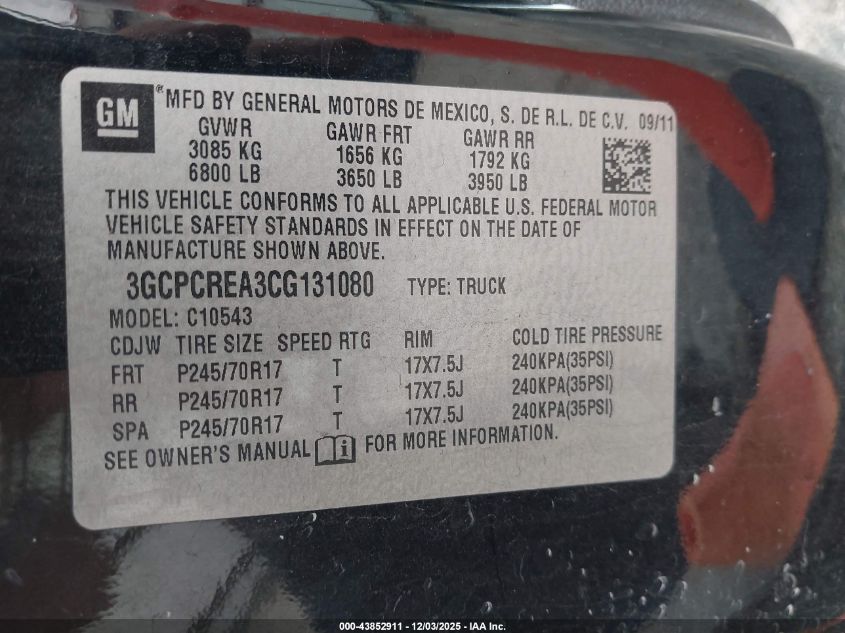 GM
® MFD BY GENERAL MOTORS DE MEXICO, S. DE R.L. DE C.V. 09/11
GVWR GAWR FRT GAWR RR
3085 KG 1656 KG 1792 KG
6800 LB 3650 LB 3950 LB
THIS VEHICLE CONFORMS TO ALL APPLICABLE U.S. FEDERAL MOTOR
VEHICLE SAFETY STANDARDS IN EFFECT ON THE DATE OF
MANUFACTURE SHOWN ABOVE.
3GCPCREA3CG131080 TYPE: TRUCK
MODEL: C10543
CDJW TIRE SIZE SPEED RTG RIM COLD TIRE PRESSURE
FRT P245/70R17 T 17X7.5J 240KPA(35PSI)
RR P245/70R17 T 17X7.5J 240KPA(35PSI)
SPA P245/70R17 T 17X7.5J 240KPA(35PSI)
SEE OWNER'S MANUAL i FOR MORE INFORMATION.
000-43852911 - 12/03/2025 - IAA Inc.